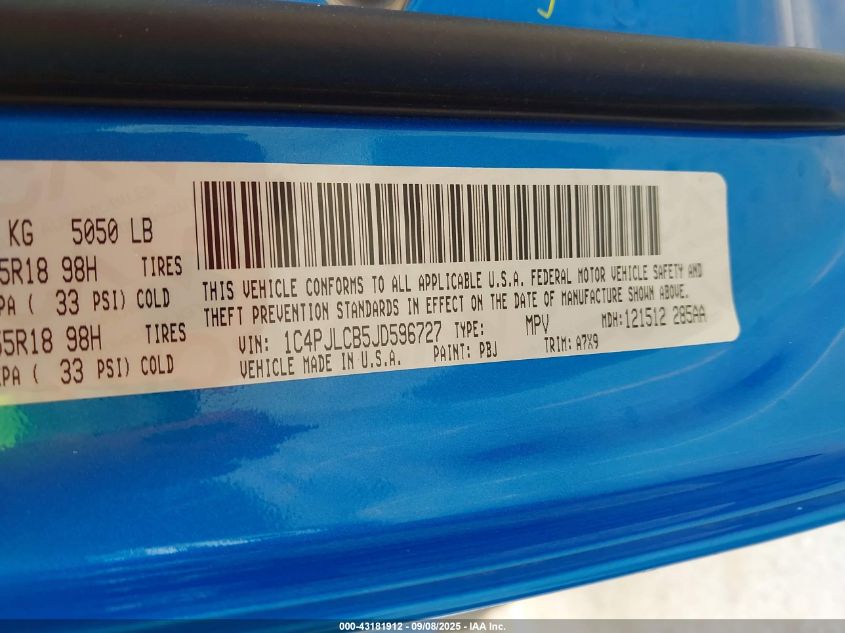 KG 5050 LB
5R18 98H TIRES
PA ( 33 PSI) COLD
55R18 98H TIRES
KPA ( 33 PSI) COLD
THIS VEHICLE CONFORMS TO ALL APPLICABLE U.S.A. FEDERAL MOTOR VEHICLE SAFETY AND
THEFT PREVENTION STANDARDS IN EFFECT ON THE DATE OF MANUFACTURE SHOWN ABOVE.
VIN: 1C4PJLCB5JD596727 TYPE: MPV MDH:121512 285AA
VEHICLE MADE IN U.S.A. PAINT: PBJ TRIM: A7X9
000-43181912 - 09/08/2025 - IAA Inc.